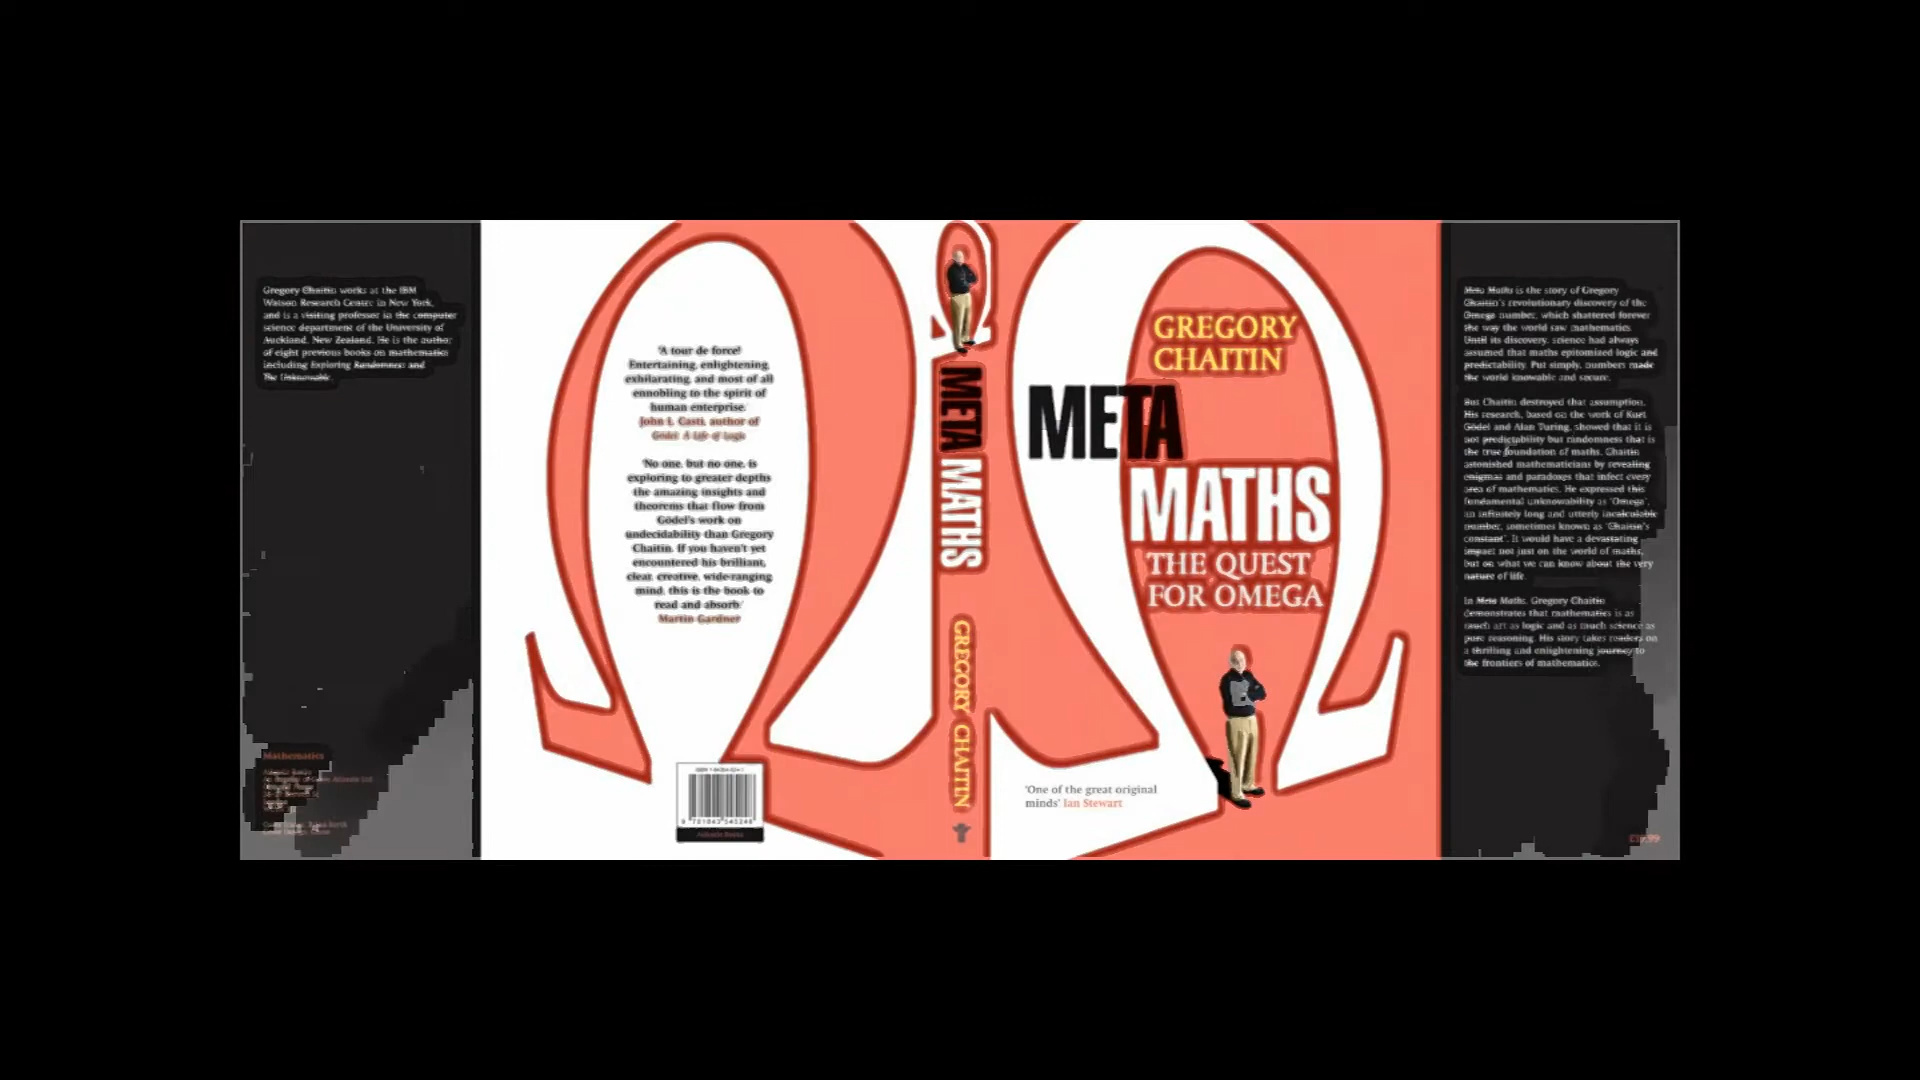 Gregory Chaitin works at the IBM
Watson Research Centre in New York,
and is a visiting professor in the computer
science department of the University of
Auckland, New Zealand. He is the author
of eight previous books on mathematics
including Exploring Randomness and
The Unknowable.
Mathematics
'A tour de force!
Entertaining, enlightening,
exhilarating, and most of all
ennobling to the spirit of
human enterprise.'
John L. Casti, author of
Gödel: A Life of Logic
'No one, but no one, is
exploring to greater depths
the amazing insights and
theorems that flow from
Gödel's work on
undecidability than Gregory
Chaitin. If you haven't yet
encountered his brilliant,
clear, creative, wide-ranging
mind, this is the book to
read and absorb.'
Martin Gardner
Atlantic Books
META MATHS
GREGORY CHAITIN
GREGORY
CHAITIN
META
MATHS
THE QUEST
FOR OMEGA
'One of the great original
minds' Ian Stewart
Meta Maths is the story of Gregory
Chaitin's revolutionary discovery of the
Omega number, which shattered forever
the way the world saw mathematics.
Until its discovery, science had always
assumed that maths epitomized logic and
predictability. Put simply, numbers made
the world knowable and secure.
But Chaitin destroyed that assumption.
His research, based on the work of Kurt
Gödel and Alan Turing, showed that it is
not predictability but randomness that is
the true foundation of maths. Chaitin
astonished mathematicians by revealing
enigmas and paradoxes that infect every
area of mathematics. He expressed this
fundamental unknowability as 'Omega',
an infinitely long and utterly incalculable
number, sometimes known as 'Chaitin's
constant'. It would have a devastating
impact not just on the world of maths,
but on what we can know about the very
nature of life.
In Meta Maths, Gregory Chaitin
demonstrates that mathematics is as
much art as logic and as much science as
pure reasoning. His story takes readers on
a thrilling and enlightening journey to
the frontiers of mathematics.